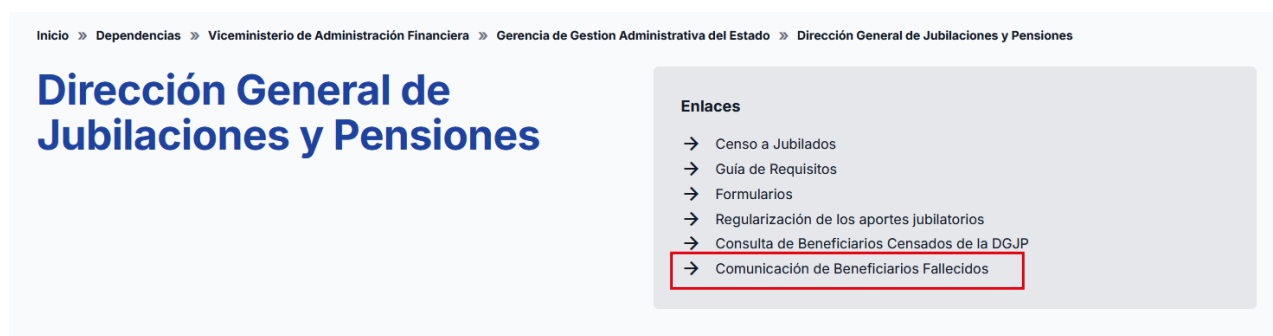 Inicio » Dependencias » Viceministerio de Administración Financiera » Gerencia de Gestion Administrativa del Estado » Dirección General de Jubilaciones y Pensiones
Dirección General de
Jubilaciones y Pensiones
Enlaces
→ Censo a Jubilados
→ Guía de Requisitos
→ Formularios
→ Regularización de los aportes jubilatorios
→ Consulta de Beneficiarios Censados de la DGJP
→ Comunicación de Beneficiarios Fallecidos